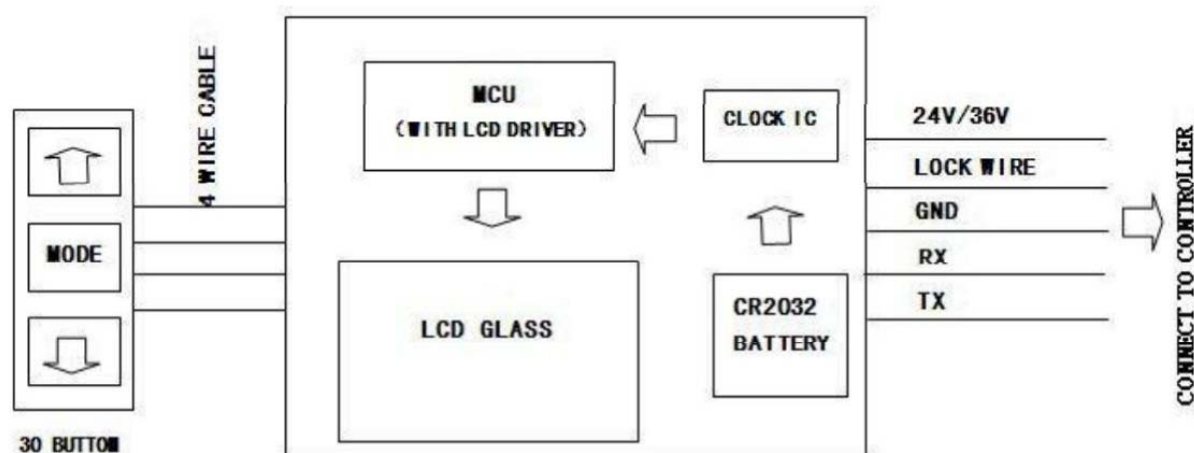 4 WIRE CABLE
MODE
30 BUTTOM
MCU
(WITH LCD DRIVER)
CLOCK IC
LCD GLASS
CR2032
BATTERY
24V/36V
LOCK WIRE
GND
RX
TX
CONNECT TO CONTROLLER